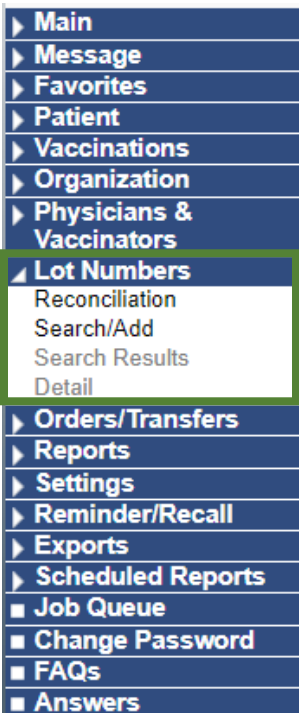 Main
Message
Favorites
Patient
Vaccinations
Organization
Physicians &
Vaccinators
Lot Numbers
Reconciliation
Search/Add
Search Results
Detail
Orders/Transfers
Reports
Settings
Reminder/Recall
Exports
Scheduled Reports
Job Queue
Change Password
FAQs
Answers